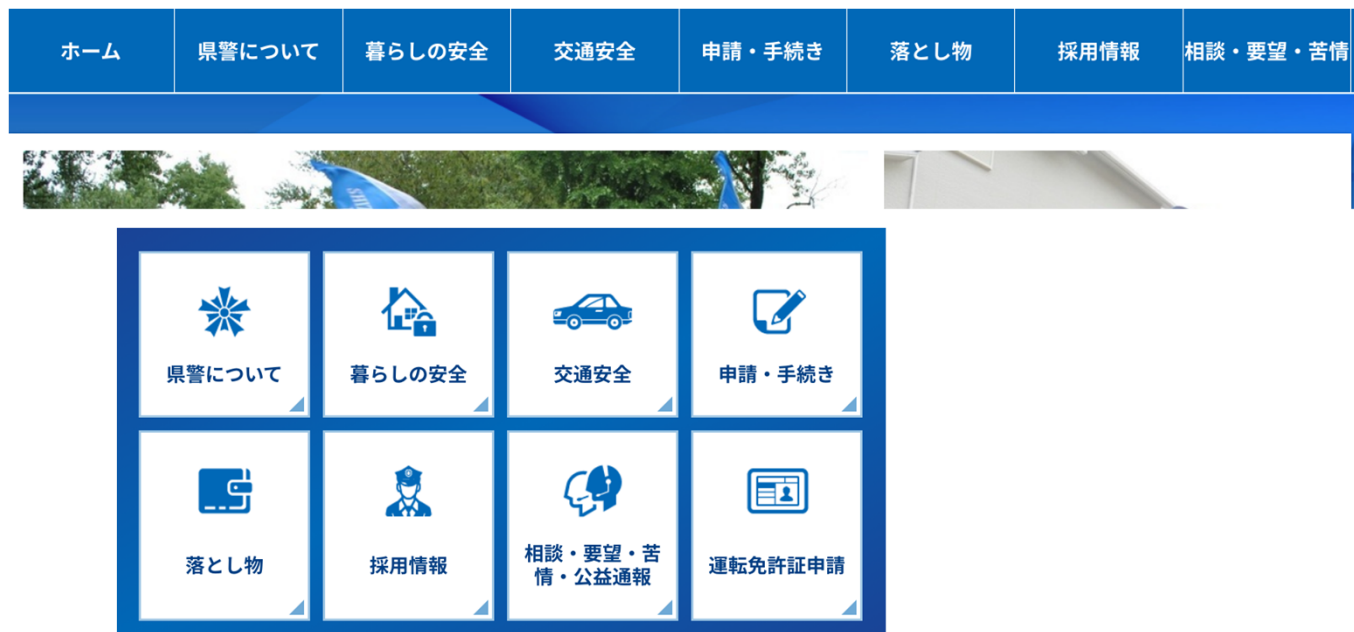 ホーム
県警について
暮らしの安全
交通安全
申請・手続き
落とし物
採用情報
相談・要望・苦情
県警について
暮らしの安全
交通安全
申請・手続き
落とし物
採用情報
相談・要望・苦
情・公益通報
運転免許証申請